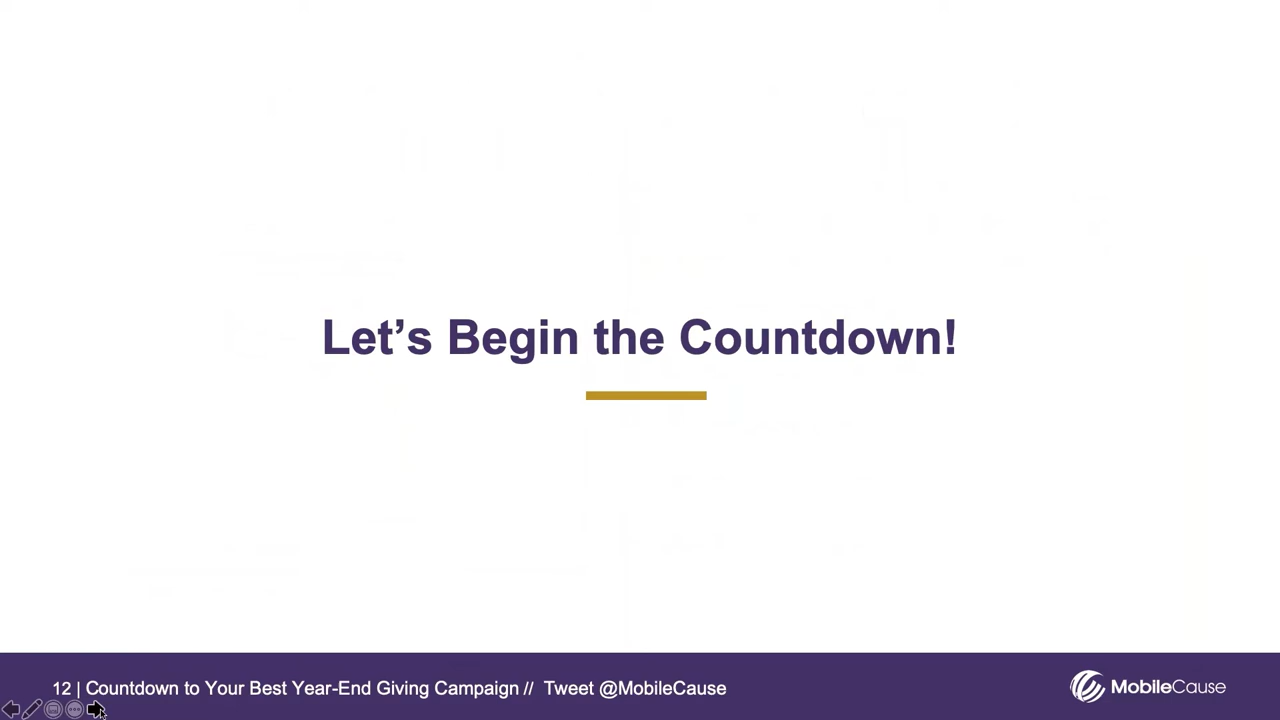 Let’s Begin the Countdown!
12 | Countdown to Your Best Year-End Giving Campaign // Tweet @MobileCause
MobileCause